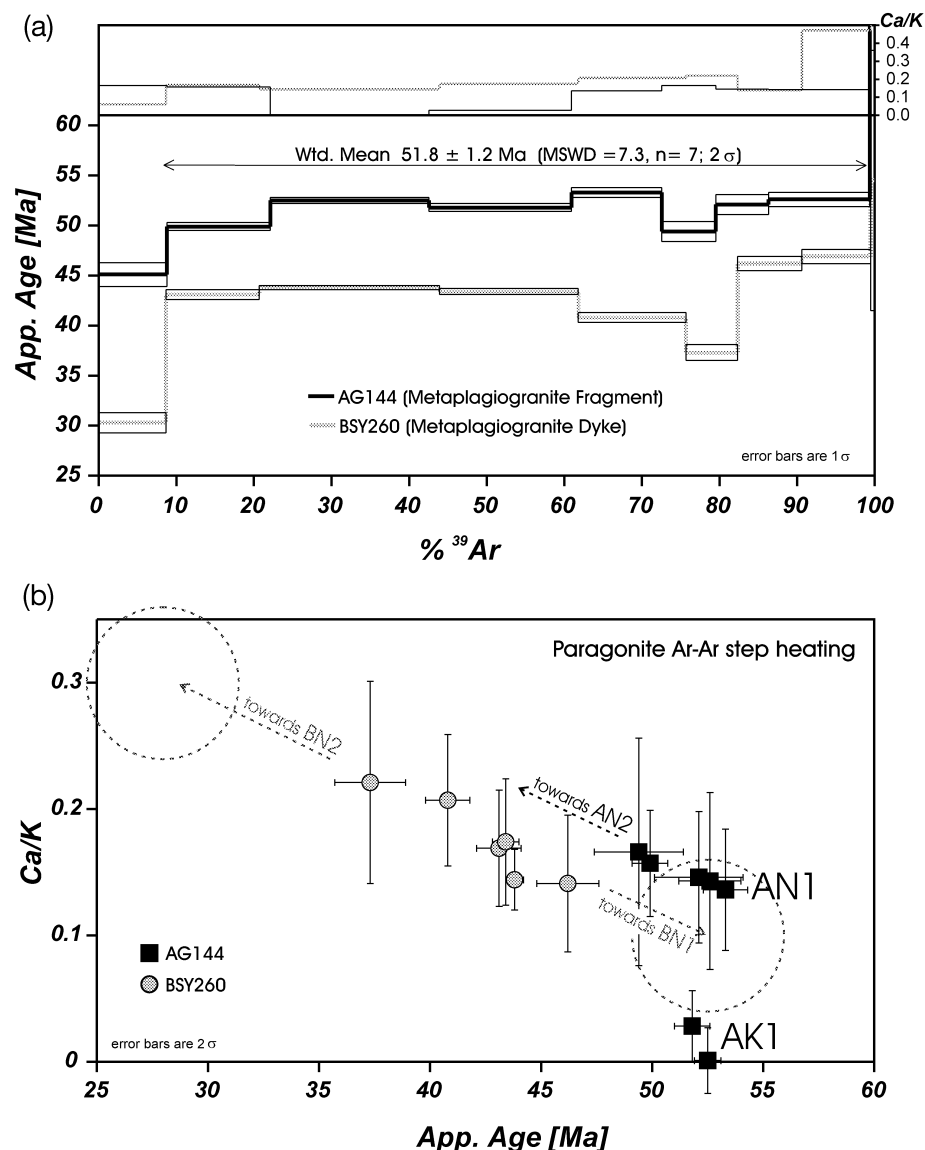 (a)
Ca/K
0.4
0.3
0.2
0.1
0.0
60
55
50
45
40
35
30
25
App. Age [Ma]
Wtd. Mean 51.8 ± 1.2 Ma (MSWD =7.3, n= 7; 2 σ)
AG144 (Metaplagiogranite Fragment)
BSY260 (Metaplagiogranite Dyke)
error bars are 1 σ
0 10 20 30 40 50 60 70 80 90 100
% ³⁹Ar
(b)
Paragonite Ar-Ar step heating
0.3
0.2
0.1
0
Ca/K
towards BN2
towards AN2
AN1
towards BN1
AK1
AG144
BSY260
error bars are 2 σ
25 30 35 40 45 50 55 60
App. Age [Ma]